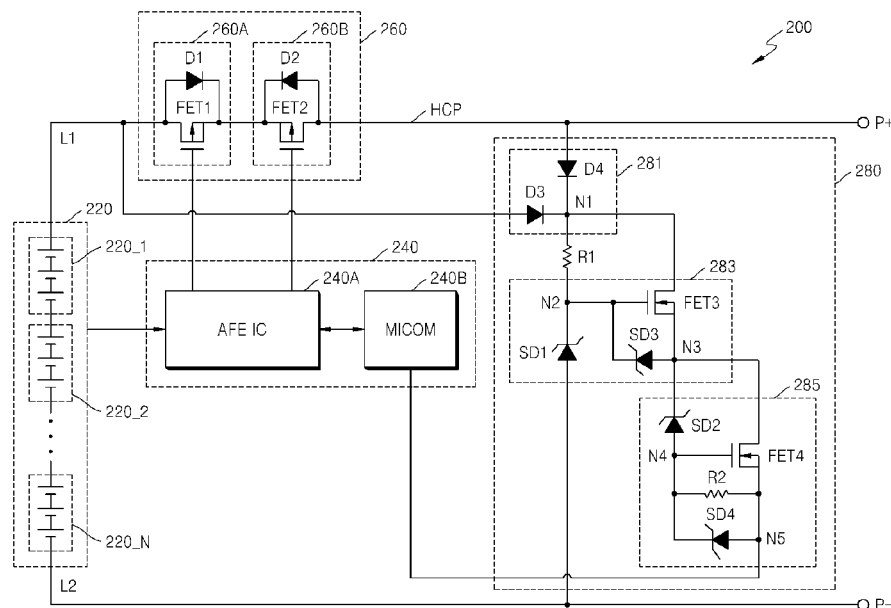 260A
260B
260
200
D1
D2
FET1
FET2
HCP
P+
L1
D4
281
280
D3
N1
220
240
R1
220_1
240A
240B
283
AFE IC
MICOM
N2
FET3
SD1
SD3
N3
220_2
285
SD2
N4
FET4
R2
SD4
220_N
N5
L2
P-